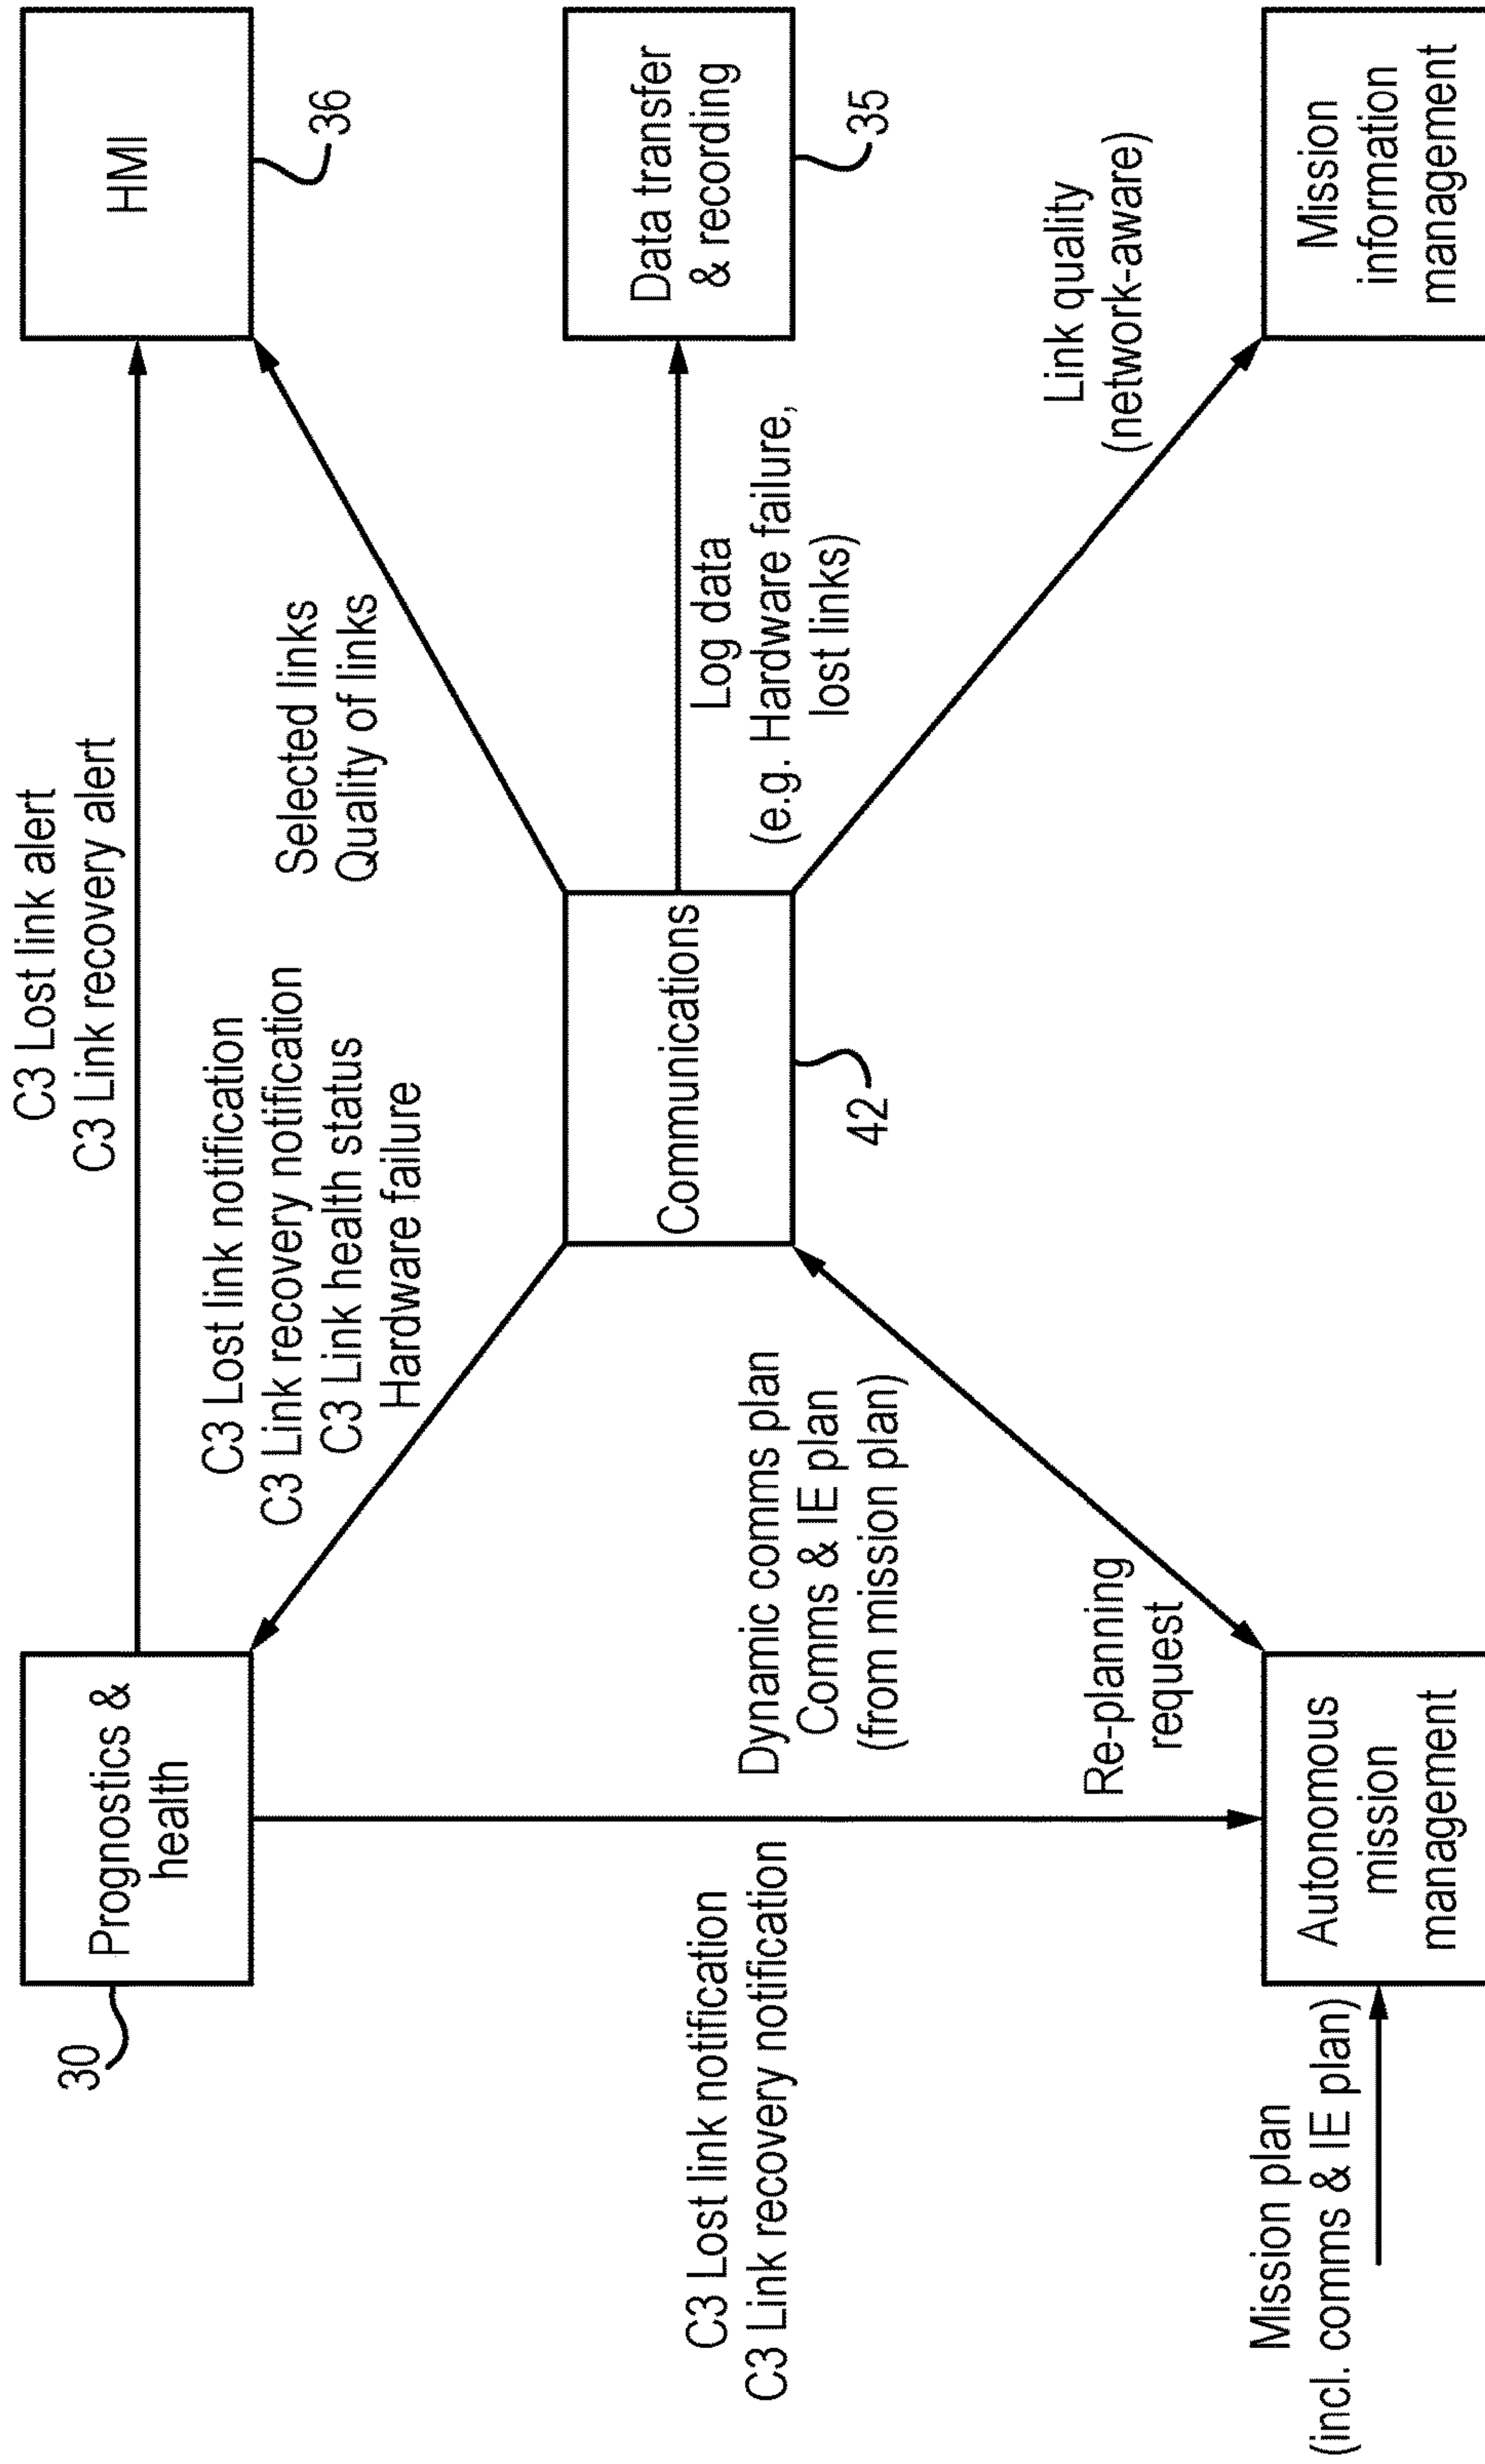 C3 Lost link alert
C3 Link recovery alert
30
Prognostics &
health
HMI
36
C3 Lost link notification
C3 Link recovery notification
C3 Link health status
Hardware failure
Selected links
Quality of links
C3 Lost link notification
C3 Link recovery notification
Dynamic comms plan
Comms & IE plan
(from mission plan)
Communications
42
Log data
(e.g. Hardware failure,
lost links)
Data transfer
& recording
35
Re-planning
request
Link quality
(network-aware)
Mission plan
(incl. comms & IE plan)
Autonomous
mission
management
Mission
information
management